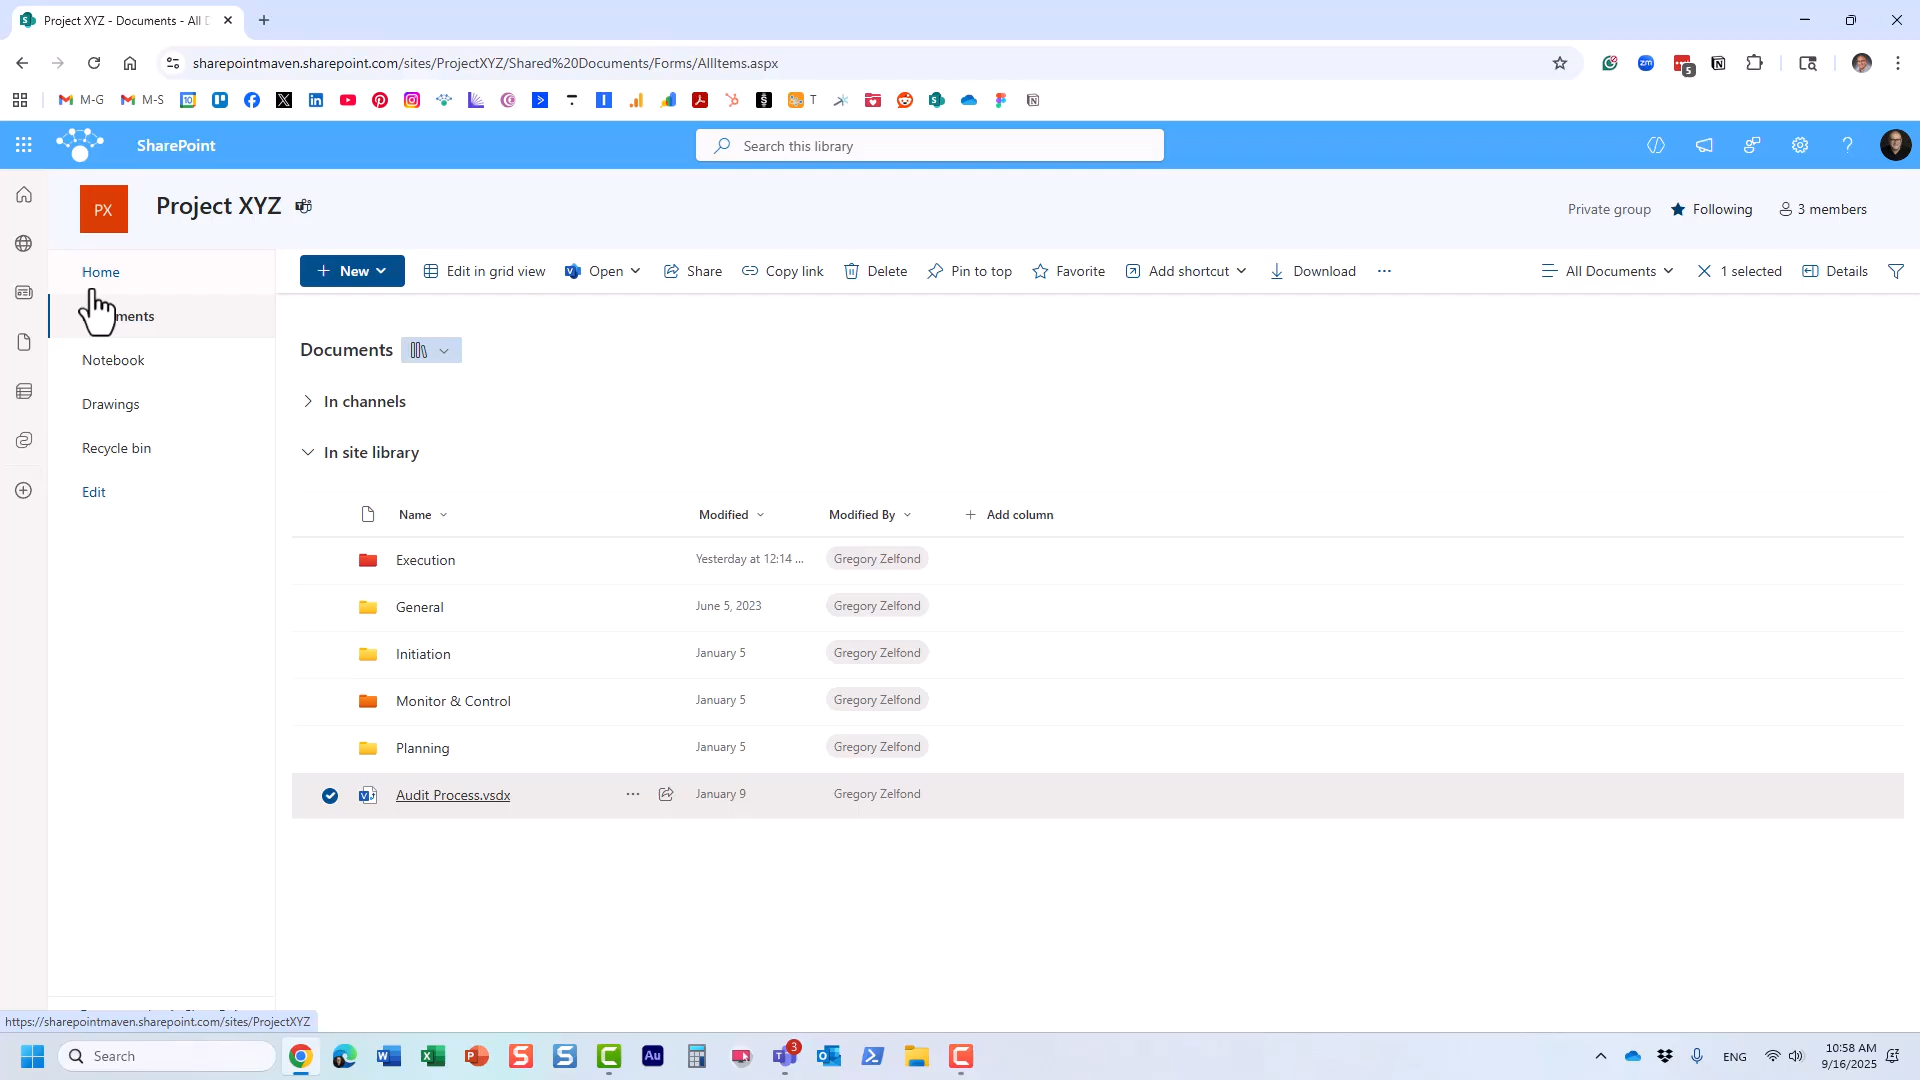 Project XYZ - Documents - All D
sharepointmaven.sharepoint.com/sites/ProjectXYZ/Shared%20Documents/Forms/AllItems.aspx
zm
S
M-G
M-S
10
T
SharePoint
Search this library
PX
Project XYZ
Private group
Following
3 members
Home
ments
Notebook
Drawings
Recycle bin
Edit
New
Edit in grid view
Open
Share
Copy link
Delete
Pin to top
Favorite
Add shortcut
Download
All Documents
1 selected
Details
Documents
In channels
In site library
Name
Modified
Modified By
Add column
Execution
Yesterday at 12:14 ...
Gregory Zelfond
General
June 5, 2023
Gregory Zelfond
Initiation
January 5
Gregory Zelfond
Monitor & Control
January 5
Gregory Zelfond
Planning
January 5
Gregory Zelfond
Audit Process.vsdx
January 9
Gregory Zelfond
https://sharepointmaven.sharepoint.com/sites/ProjectXYZ
Search
Au
3
ENG
10:58 AM
9/16/2025